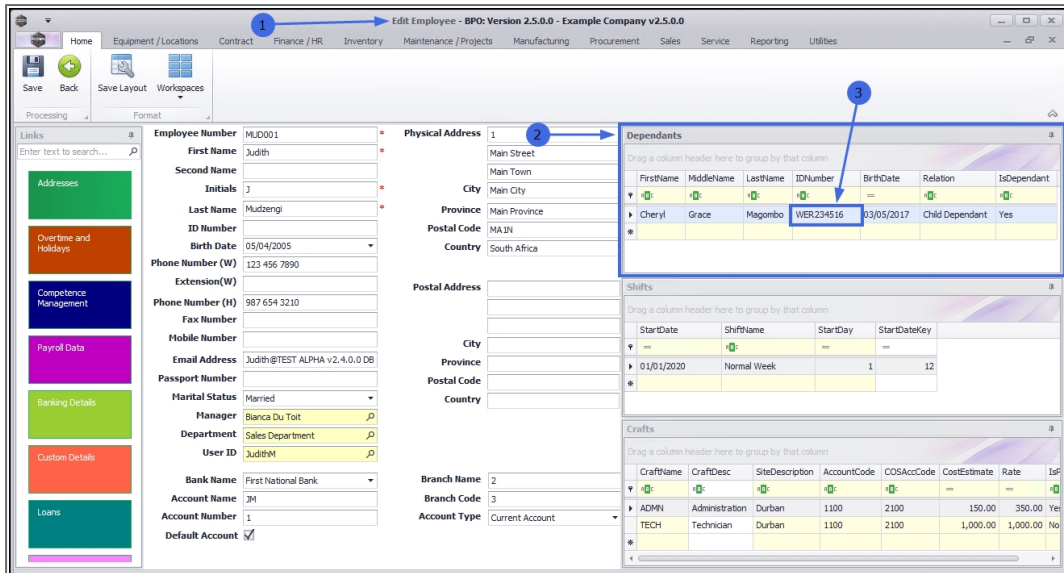 1
Edit Employee - BPO: Version 2.5.0.0 - Example Company v2.5.0.0
Home Equipment / Locations Contract Finance / HR Inventory Maintenance / Projects Manufacturing Procurement Sales Service Reporting Utilities
Save Back Save Layout Workspaces
Processing Format
3
2
Links
Enter text to search...
Addresses
Overtime and Holidays
Competence Management
Payroll Data
Banking Details
Custom Details
Loans
Employee Number MUD001 *
First Name Judith *
Second Name
Initials J *
Last Name Mudzengi *
ID Number
Birth Date 05/04/2005
Phone Number (W) 123 456 7890
Extension(W)
Phone Number (H) 987 654 3210
Fax Number
Mobile Number
Email Address Judith@TEST ALPHA v2.4.0.0 DB
Passport Number
Marital Status Married
Manager Bianca Du Toit
Department Sales Department
User ID JudithM
Bank Name First National Bank
Account Name JM
Account Number 1
Default Account
Physical Address 1
Main Street
Main Town
City Main City
Province Main Province
Postal Code MA1N
Country South Africa
Postal Address
City
Province
Postal Code
Country
Branch Name 2
Branch Code 3
Account Type Current Account
Dependants
Drag a column header here to group by that column
FirstName MiddleName LastName IDNumber BirthDate Relation IsDependant
Cheryl Grace Magombo WER234516 03/05/2017 Child Dependant Yes
Shifts
Drag a column header here to group by that column
StartDate ShiftName StartDay StartDateKey
01/01/2020 Normal Week 1 12
Crafts
Drag a column header here to group by that column
CraftName CraftDesc SiteDescription AccountCode COSAccCode CostEstimate Rate IsP
ADMN Administration Durban 1100 2100 150.00 350.00 Yes
TECH Technician Durban 1100 2100 1,000.00 1,000.00 No